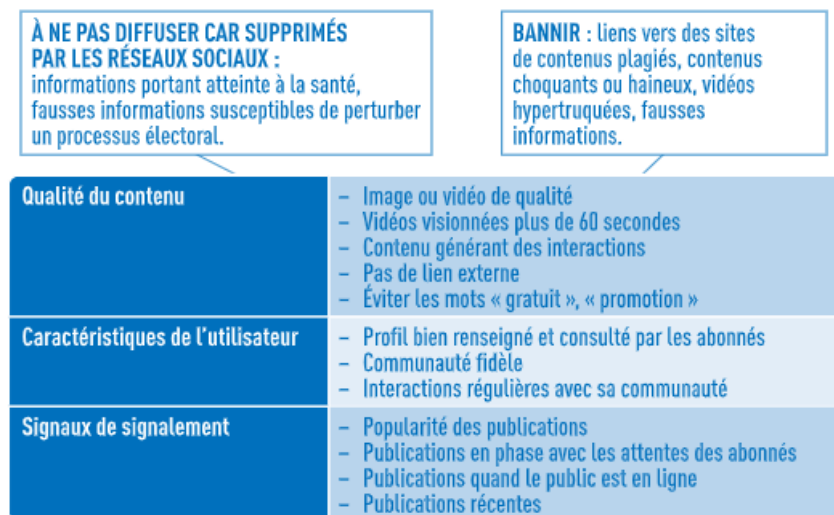 À NE PAS DIFFUSER CAR SUPPRIMÉS
PAR LES RÉSEAUX SOCIAUX :
informations portant atteinte à la santé,
fausses informations susceptibles de perturber
un processus électoral.
BANNIR : liens vers des sites
de contenus plagiés, contenus
choquants ou haineux, vidéos
hypertruquées, fausses
informations.
Qualité du contenu
– Image ou vidéo de qualité
– Vidéos visionnées plus de 60 secondes
– Contenu générant des interactions
– Pas de lien externe
– Éviter les mots « gratuit », « promotion »
Caractéristiques de l’utilisateur
– Profil bien renseigné et consulté par les abonnés
– Communauté fidèle
– Interactions régulières avec sa communauté
Signaux de signalement
– Popularité des publications
– Publications en phase avec les attentes des abonnés
– Publications quand le public est en ligne
– Publications récentes